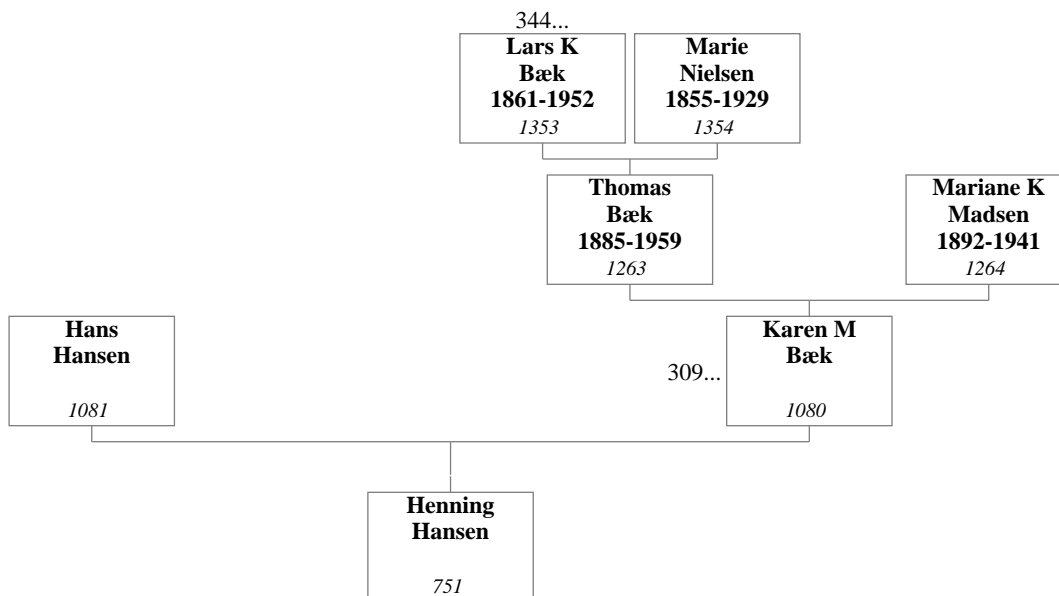 344...
Lars K
Bæk
1861-1952
1353
Marie
Nielsen
1855-1929
1354
Thomas
Bæk
1885-1959
1263
Mariane K
Madsen
1892-1941
1264
Hans
Hansen
1081
309...
Karen M
Bæk
1080
Henning
Hansen
751